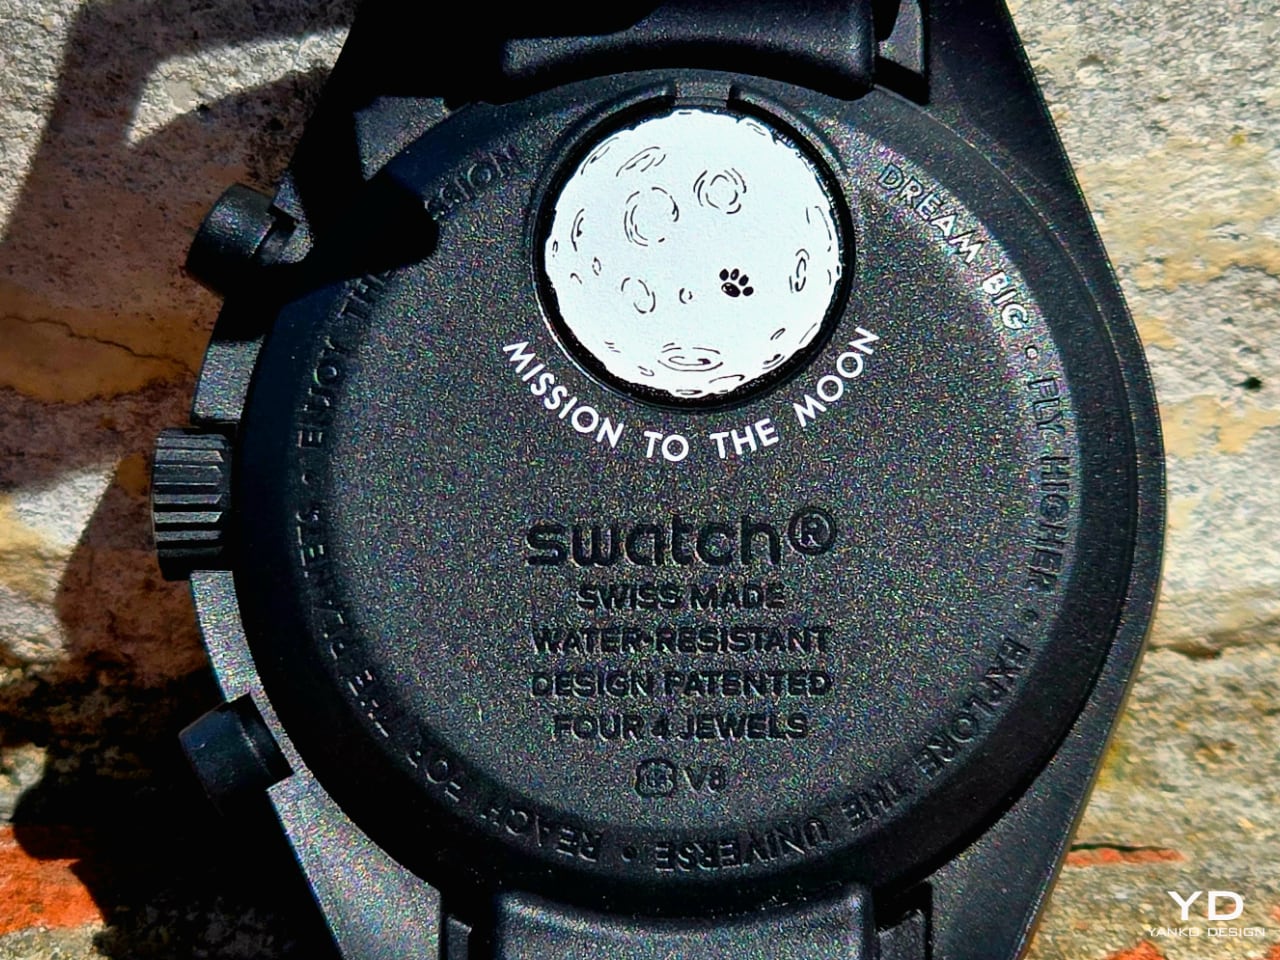 DREAM BIG • FLY HIGHER • EXPLORE THE UNIVERSE • REACH FOR THE PLANETS • ENJOY THE SSION
MISSION TO THE MOON
swatch®
SWISS MADE
WATER-RESISTANT
DESIGN PATENTED
FOUR 4 JEWELS
V8
YD
YANKO DESIGN